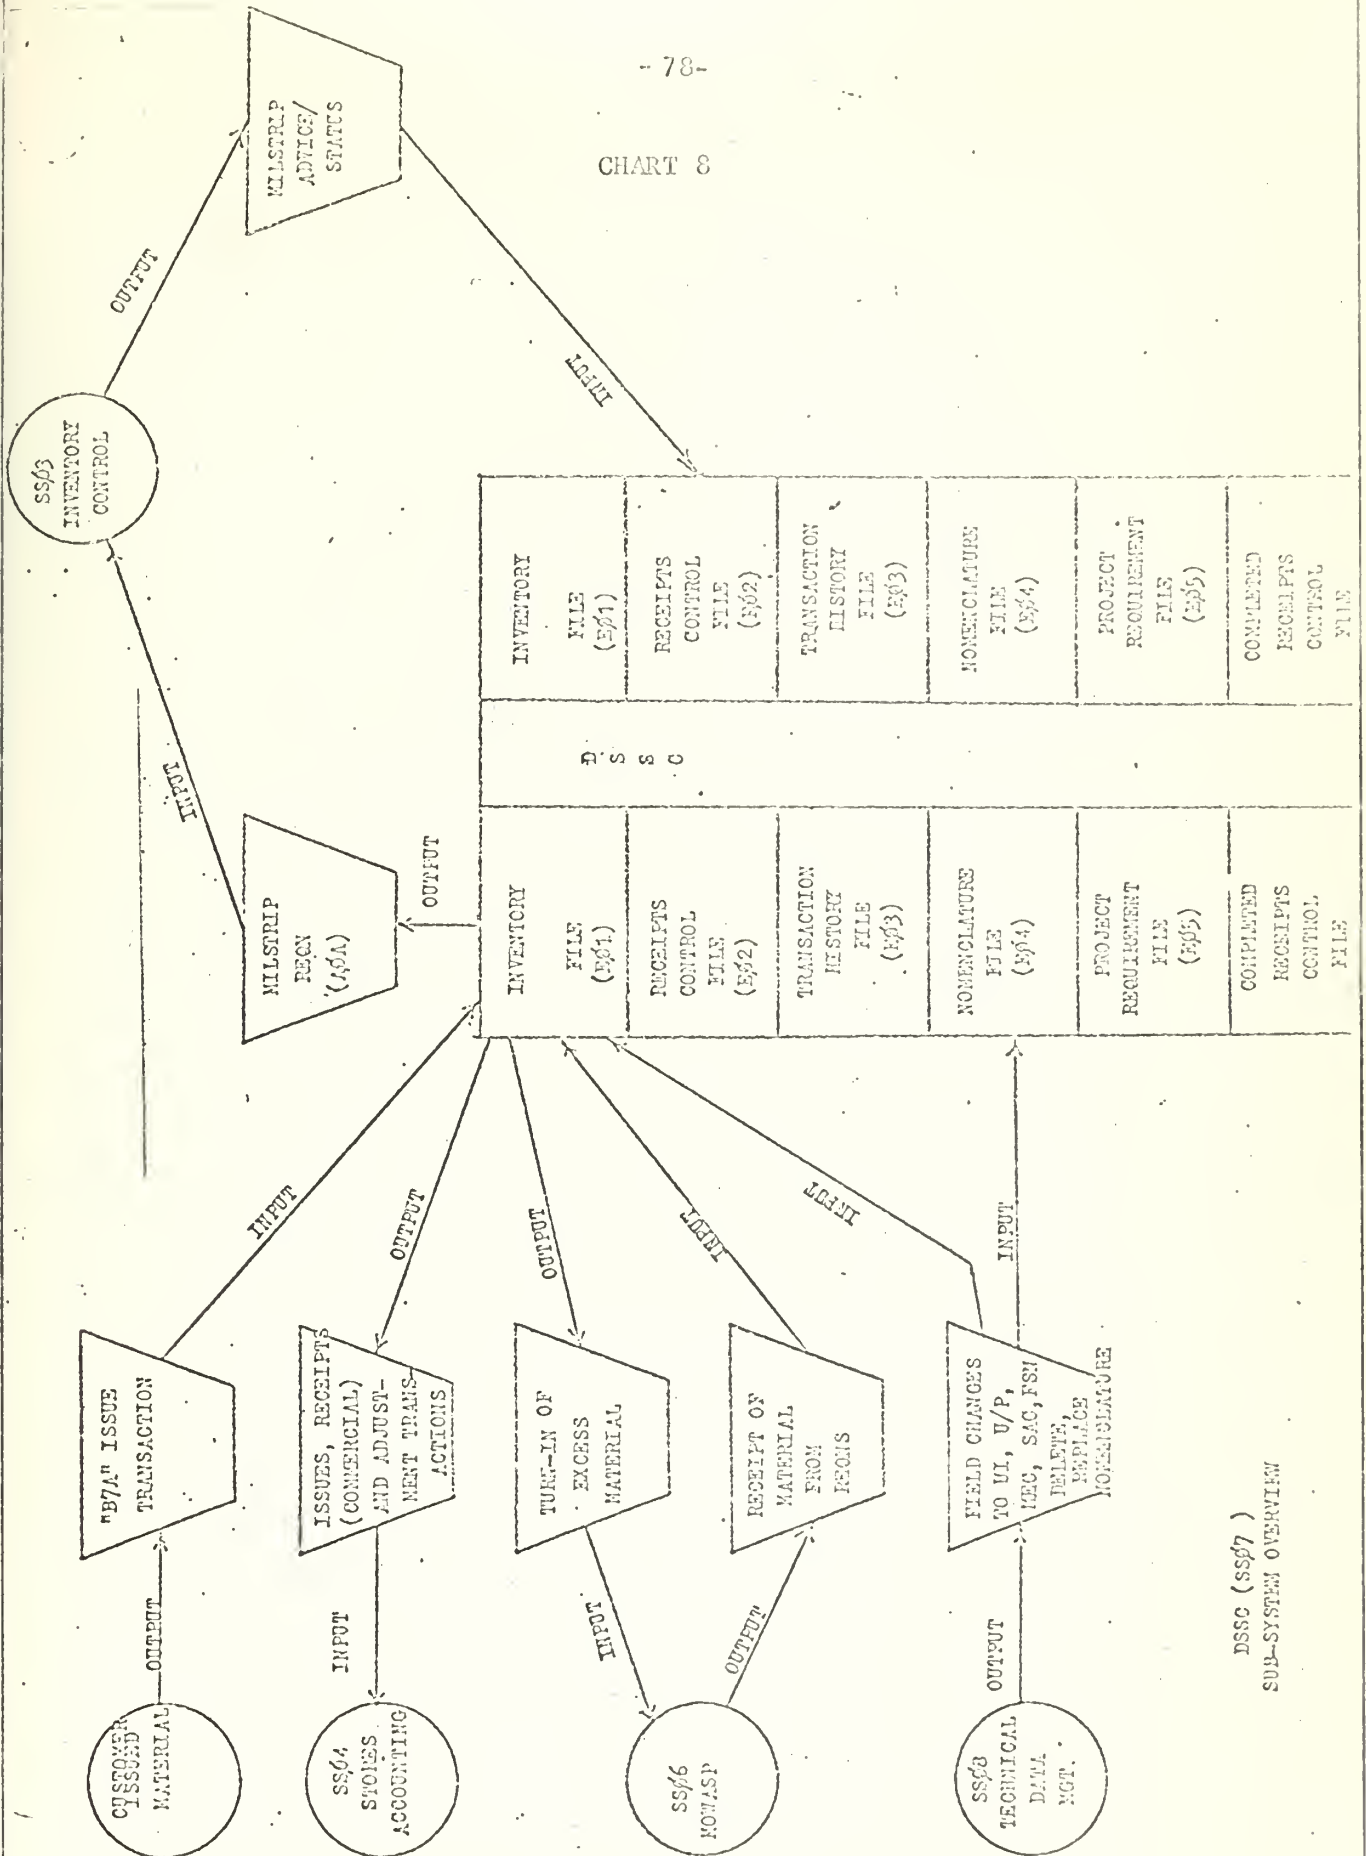 - 78-
CHART 8
CUSTOMER
ISSUED
MATERIAL
OUTPUT
"B7A" ISSUE
TRANSACTION
INPUT
SSØ4
STORES
ACCOUNTING
INPUT
ISSUES, RECEIPTS
(COMMERCIAL)
AND ADJUST-
MENT TRANS-
ACTIONS
OUTPUT
SSØ6
MOWASP
INPUT
TURN-IN OF
EXCESS
MATERIAL
OUTPUT
OUTPUT
RECEIPT OF
MATERIAL
FROM
REQNS
INPUT
SSØ8
TECHNICAL
DATA
MGT.
OUTPUT
FIELD CHANGES
TO UI, U/P,
MEC, SAC, FSN
DELETE,
REPLACE
NOMENCLATURE
INPUT
INPUT
MILSTRIP
REQN
(AØA)
OUTPUT
INPUT
SSØ3
INVENTORY
CONTROL
OUTPUT
MILSTRIP
ADVICE/
STATUS
INPUT
INVENTORY
FILE
(EØ1)
RECEIPTS
CONTROL
FILE
(EØ2)
TRANSACTION
HISTORY
FILE
(EØ3)
NOMENCLATURE
FILE
(EØ4)
PROJECT
REQUIREMENT
FILE
(EØ5)
COMPLETED
RECEIPTS
CONTROL
FILE
D S S C
INVENTORY
FILE
(EØ1)
RECEIPTS
CONTROL
FILE
(EØ2)
TRANSACTION
HISTORY
FILE
(EØ3)
NOMENCLATURE
FILE
(EØ4)
PROJECT
REQUIREMENT
FILE
(EØ5)
COMPLETED
RECEIPTS
CONTROL
FILE
DSSC (SSØ7 )
SUB-SYSTEM OVERVIEW